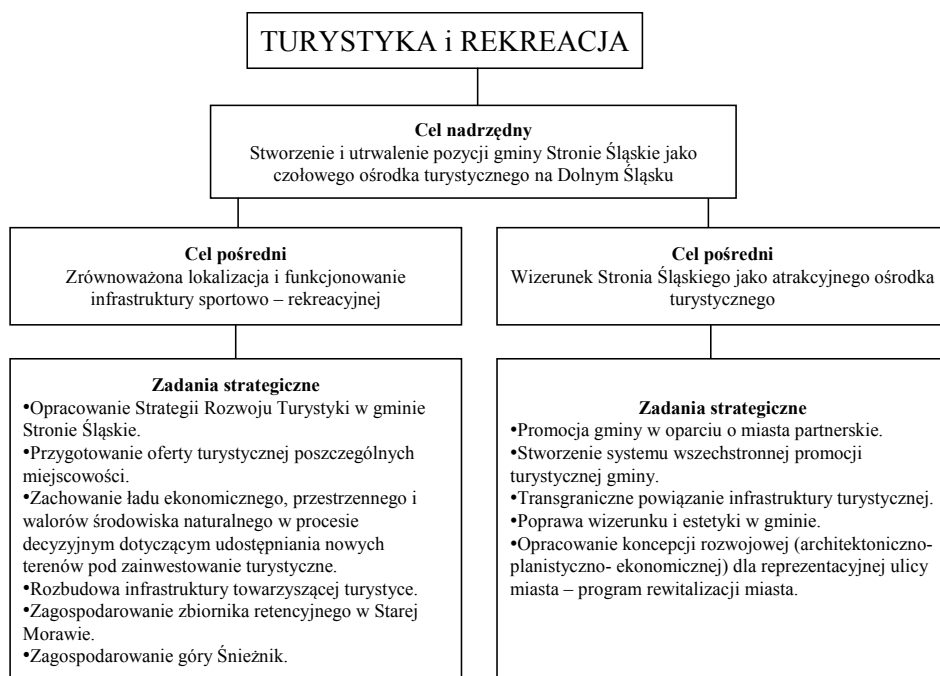 TURYSTYKA i REKREACJA
Cel nadrzędny
Stworzenie i utrwalenie pozycji gminy Stronie Śląskie jako
czołowego ośrodka turystycznego na Dolnym Śląsku
Cel pośredni
Zrównoważona lokalizacja i funkcjonowanie
infrastruktury sportowo – rekreacyjnej
Cel pośredni
Wizerunek Stronia Śląskiego jako atrakcyjnego ośrodka
turystycznego
Zadania strategiczne
•Opracowanie Strategii Rozwoju Turystyki w gminie
Stronie Śląskie.
•Przygotowanie oferty turystycznej poszczególnych
miejscowości.
•Zachowanie ładu ekonomicznego, przestrzennego i
walorów środowiska naturalnego w procesie
decyzyjnym dotyczącym udostępniania nowych
terenów pod zainwestowanie turystyczne.
•Rozbudowa infrastruktury towarzyszącej turystyce.
•Zagospodarowanie zbiornika retencyjnego w Starej
Morawie.
•Zagospodarowanie góry Śnieżnik.
Zadania strategiczne
•Promocja gminy w oparciu o miasta partnerskie.
•Stworzenie systemu wszechstronnej promocji
turystycznej gminy.
•Transgraniczne powiązanie infrastruktury turystycznej.
•Poprawa wizerunku i estetyki w gminie.
•Opracowanie koncepcji rozwojowej (architektoniczno-
planistyczno- ekonomicznej) dla reprezentacyjnej ulicy
miasta – program rewitalizacji miasta.